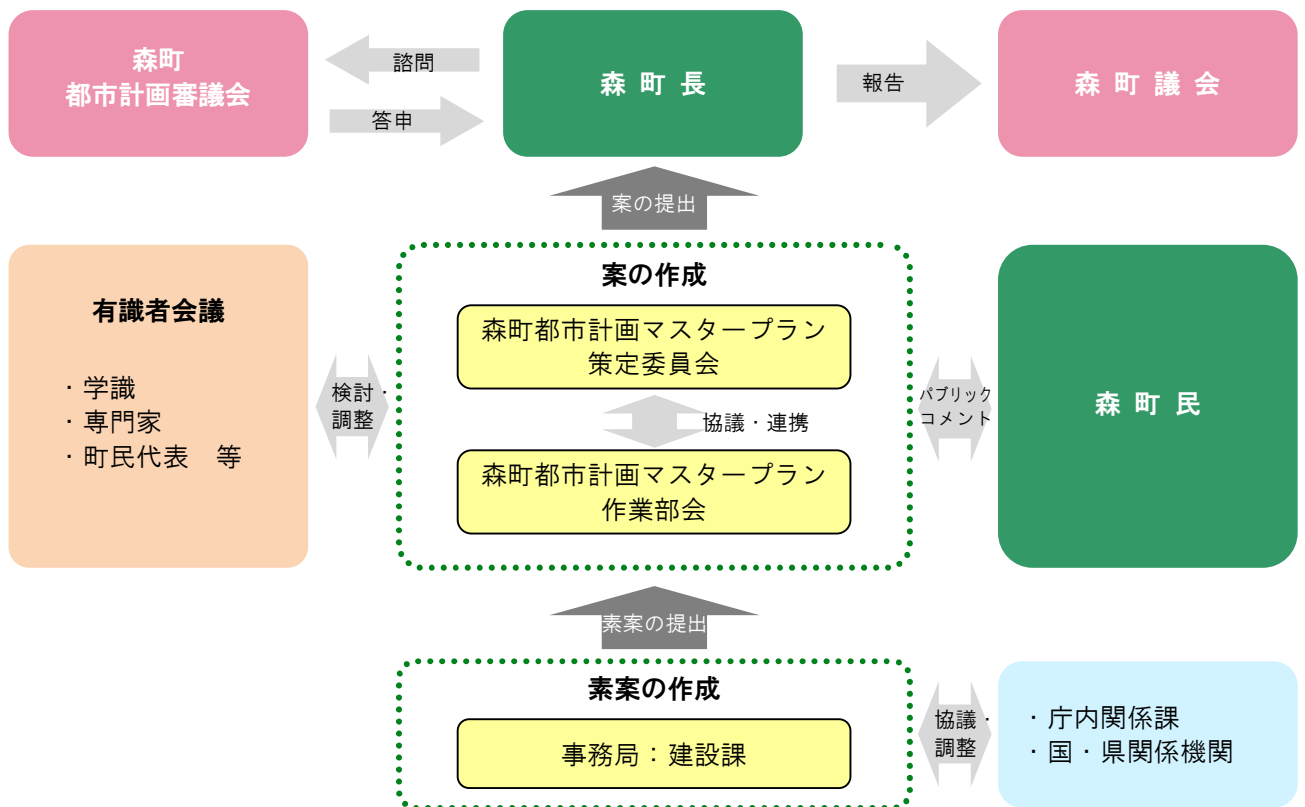 森町
都市計画審議会
諮問
答申
森町長
報告
森町議会
案の提出
有識者会議
・学識
・専門家
・町民代表　等
検討・
調整
案の作成
森町都市計画マスタープラン
策定委員会
協議・連携
森町都市計画マスタープラン
作業部会
パブリック
コメント
森町民
素案の提出
素案の作成
事務局：建設課
協議・
調整
・庁内関係課
・国・県関係機関